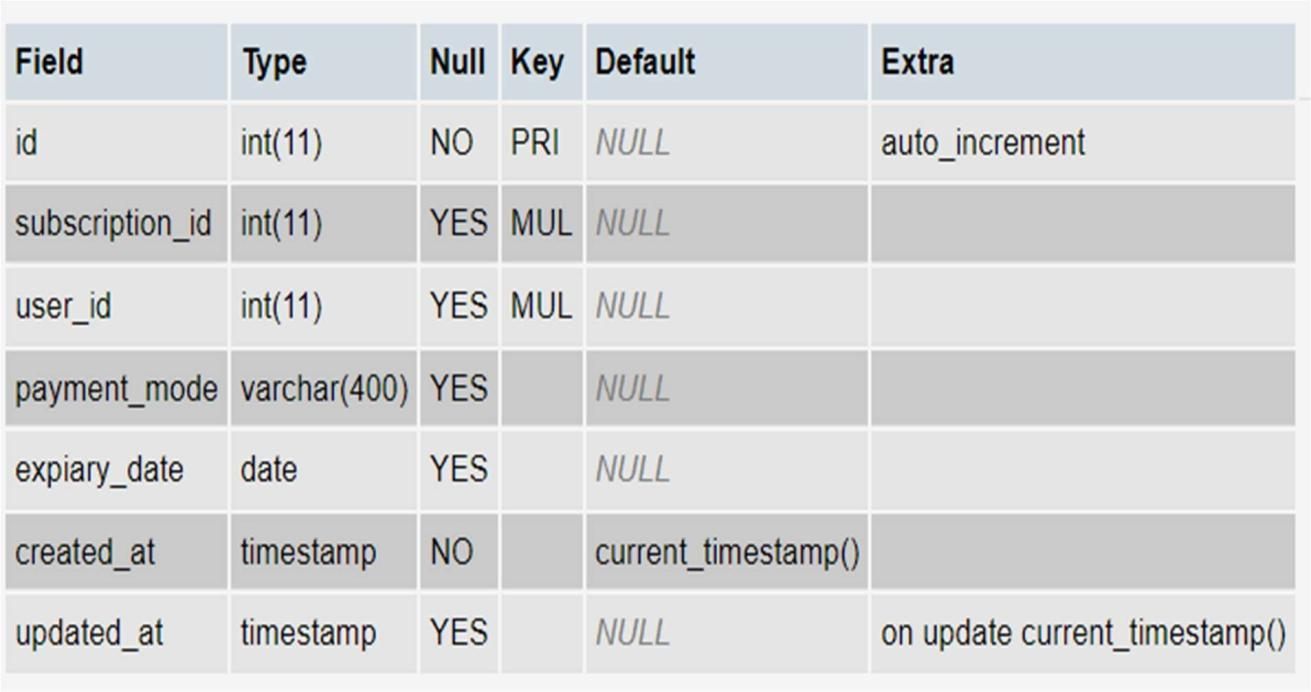 Field Type Null Key Default Extra
id int(11) NO PRI NULL auto_increment
subscription_id int(11) YES MUL NULL
user_id int(11) YES MUL NULL
payment_mode varchar(400) YES NULL
expiary_date date YES NULL
created_at timestamp NO current_timestamp()
updated_at timestamp YES NULL on update current_timestamp()